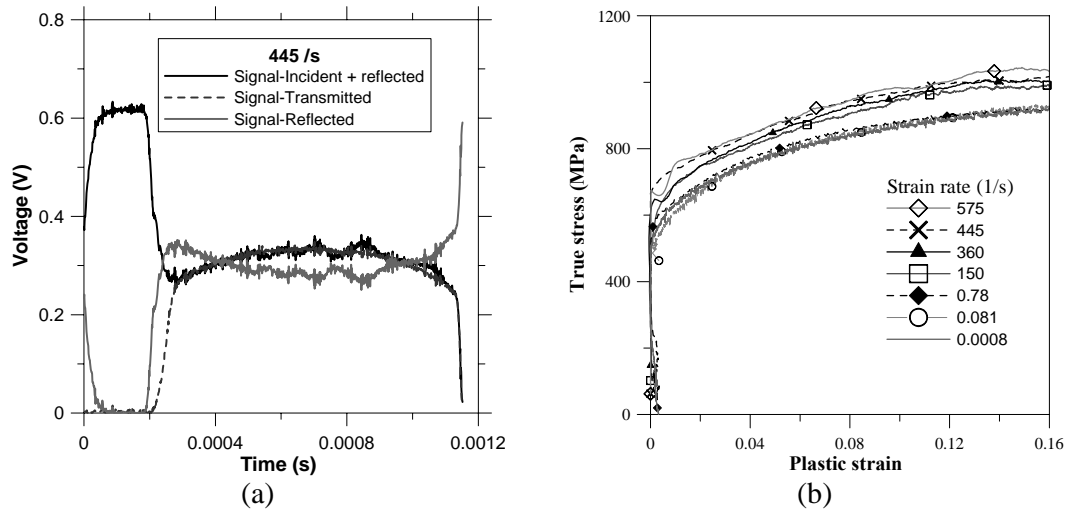 445 /s
Signal-Incident + reflected
Signal-Transmitted
Signal-Reflected
0.8
0.6
0.4
0.2
0
Voltage (V)
0 0.0004 0.0008 0.0012
Time (s)
(a)
1200
800
400
0
True stress (MPa)
Strain rate (1/s)
575
445
360
150
0.78
0.081
0.0008
0 0.04 0.08 0.12 0.16
Plastic strain
(b)